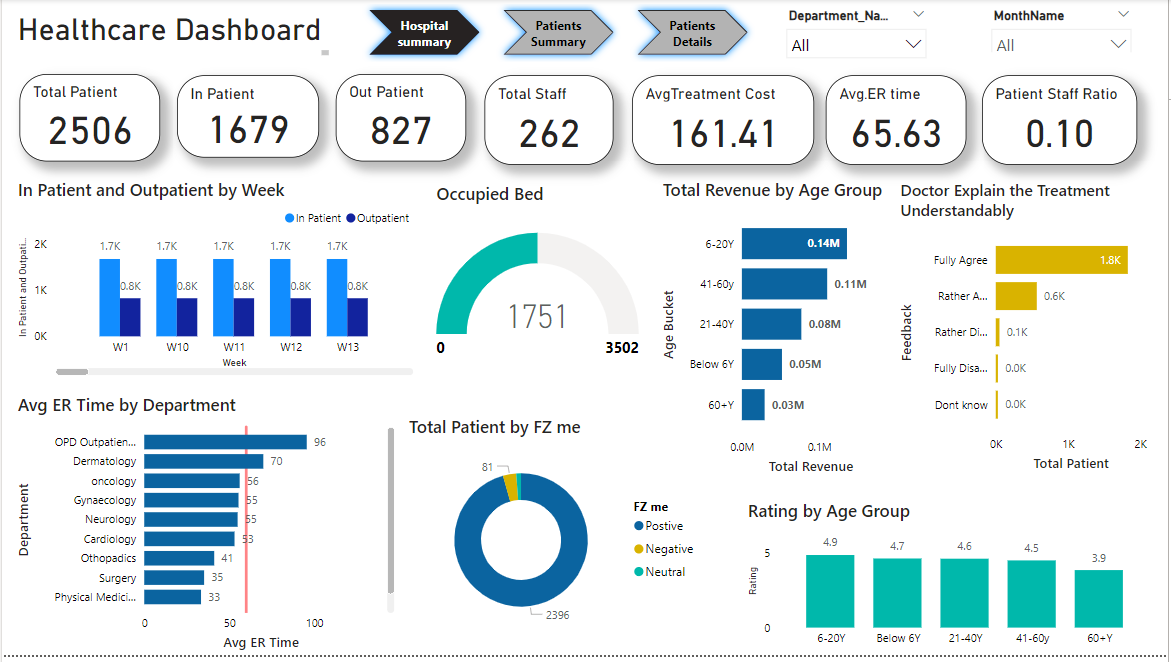 Healthcare Dashboard
Hospital
summary
Patients
Summary
Patients
Details
Department_Na...
All
MonthName
All
Total Patient
2506
In Patient
1679
Out Patient
827
Total Staff
262
AvgTreatment Cost
161.41
Avg.ER time
65.63
Patient Staff Ratio
0.10
In Patient and Outpatient by Week
In Patient
Outpatient
In Patient and Outpati...
2K
1K
0K
1.7K
0.8K
1.7K
0.8K
1.7K
0.8K
1.7K
0.8K
1.7K
0.8K
W1
W10
W11
W12
W13
Week
Occupied Bed
1751
0
3502
Total Revenue by Age Group
Age Bucket
6-20Y
0.14M
41-60y
0.11M
21-40Y
0.08M
Below 6Y
0.05M
60+Y
0.03M
0.0M
0.1M
Total Revenue
Doctor Explain the Treatment
Understandably
Feedback
Fully Agree
1.8K
Rather A...
0.6K
Rather Di...
0.1K
Fully Disa...
0.0K
Dont know
0.0K
0K
1K
2K
Total Patient
Avg ER Time by Department
Department
OPD Outpatien...
96
Dermatology
70
oncology
56
Gynaecology
55
Neurology
55
Cardiology
53
Othopadics
41
Surgery
35
Physical Medici...
33
0
50
100
Avg ER Time
Total Patient by FZ me
81
2396
FZ me
Postive
Negative
Neutral
Rating by Age Group
Rating
5
0
4.9
4.7
4.6
4.5
3.9
6-20Y
Below 6Y
21-40Y
41-60y
60+Y